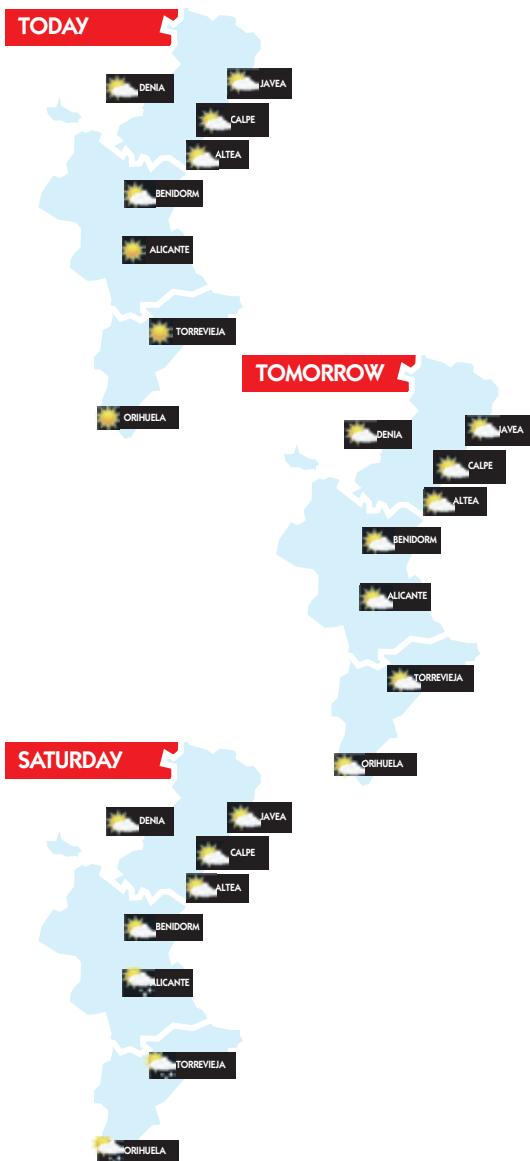 TODAY
DENIA
JAVEA
CALPE
ALTEA
BENIDORM
ALICANTE
TORREVIEJA
ORIHUELA
TOMORROW
DENIA
JAVEA
CALPE
ALTEA
BENIDORM
ALICANTE
TORREVIEJA
ORIHUELA
SATURDAY
DENIA
JAVEA
CALPE
ALTEA
BENIDORM
ALICANTE
TORREVIEJA
ORIHUELA